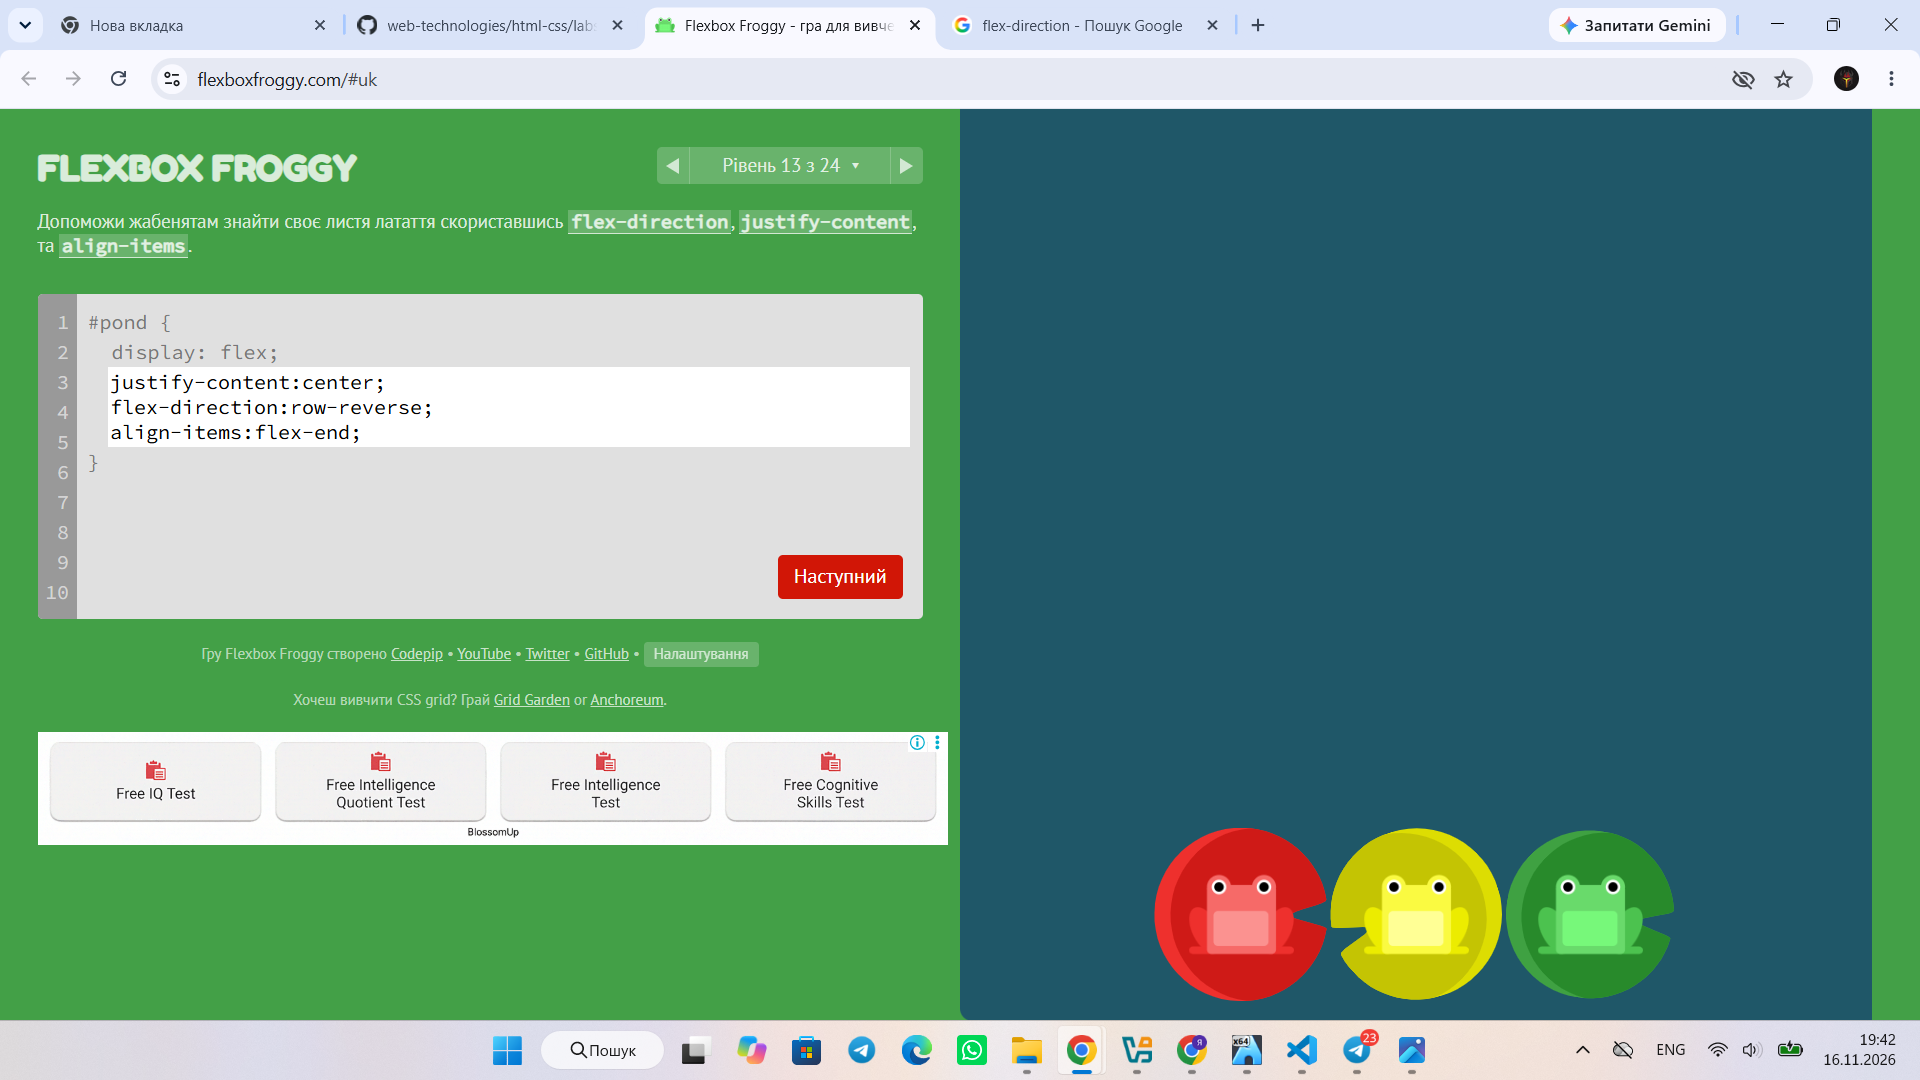 Нова вкладка
web-technologies/html-css/lab
Flexbox Froggy - гра для вивче
flex-direction - Пошук Google
Запитати Gemini
flexboxfroggy.com/#uk
FLEXBOX FROGGY
Рівень 13 з 24
Допоможи жабенятам знайти своє листя латаття скориставшись flex-direction, justify-content,
та align-items.
1 #pond {
2 display: flex;
3 justify-content:center;
4 flex-direction:row-reverse;
5 align-items:flex-end;
6 }
7
8
9
10
Наступний
Гру Flexbox Froggy створено Codepip • YouTube • Twitter • GitHub • Налаштування
Хочеш вивчити CSS grid? Грай Grid Garden or Anchoreum.
Free IQ Test
Free Intelligence
Quotient Test
Free Intelligence
Test
Free Cognitive
Skills Test
BlossomUp
Пошук
x64
Я
23
ENG
19:42
16.11.2026